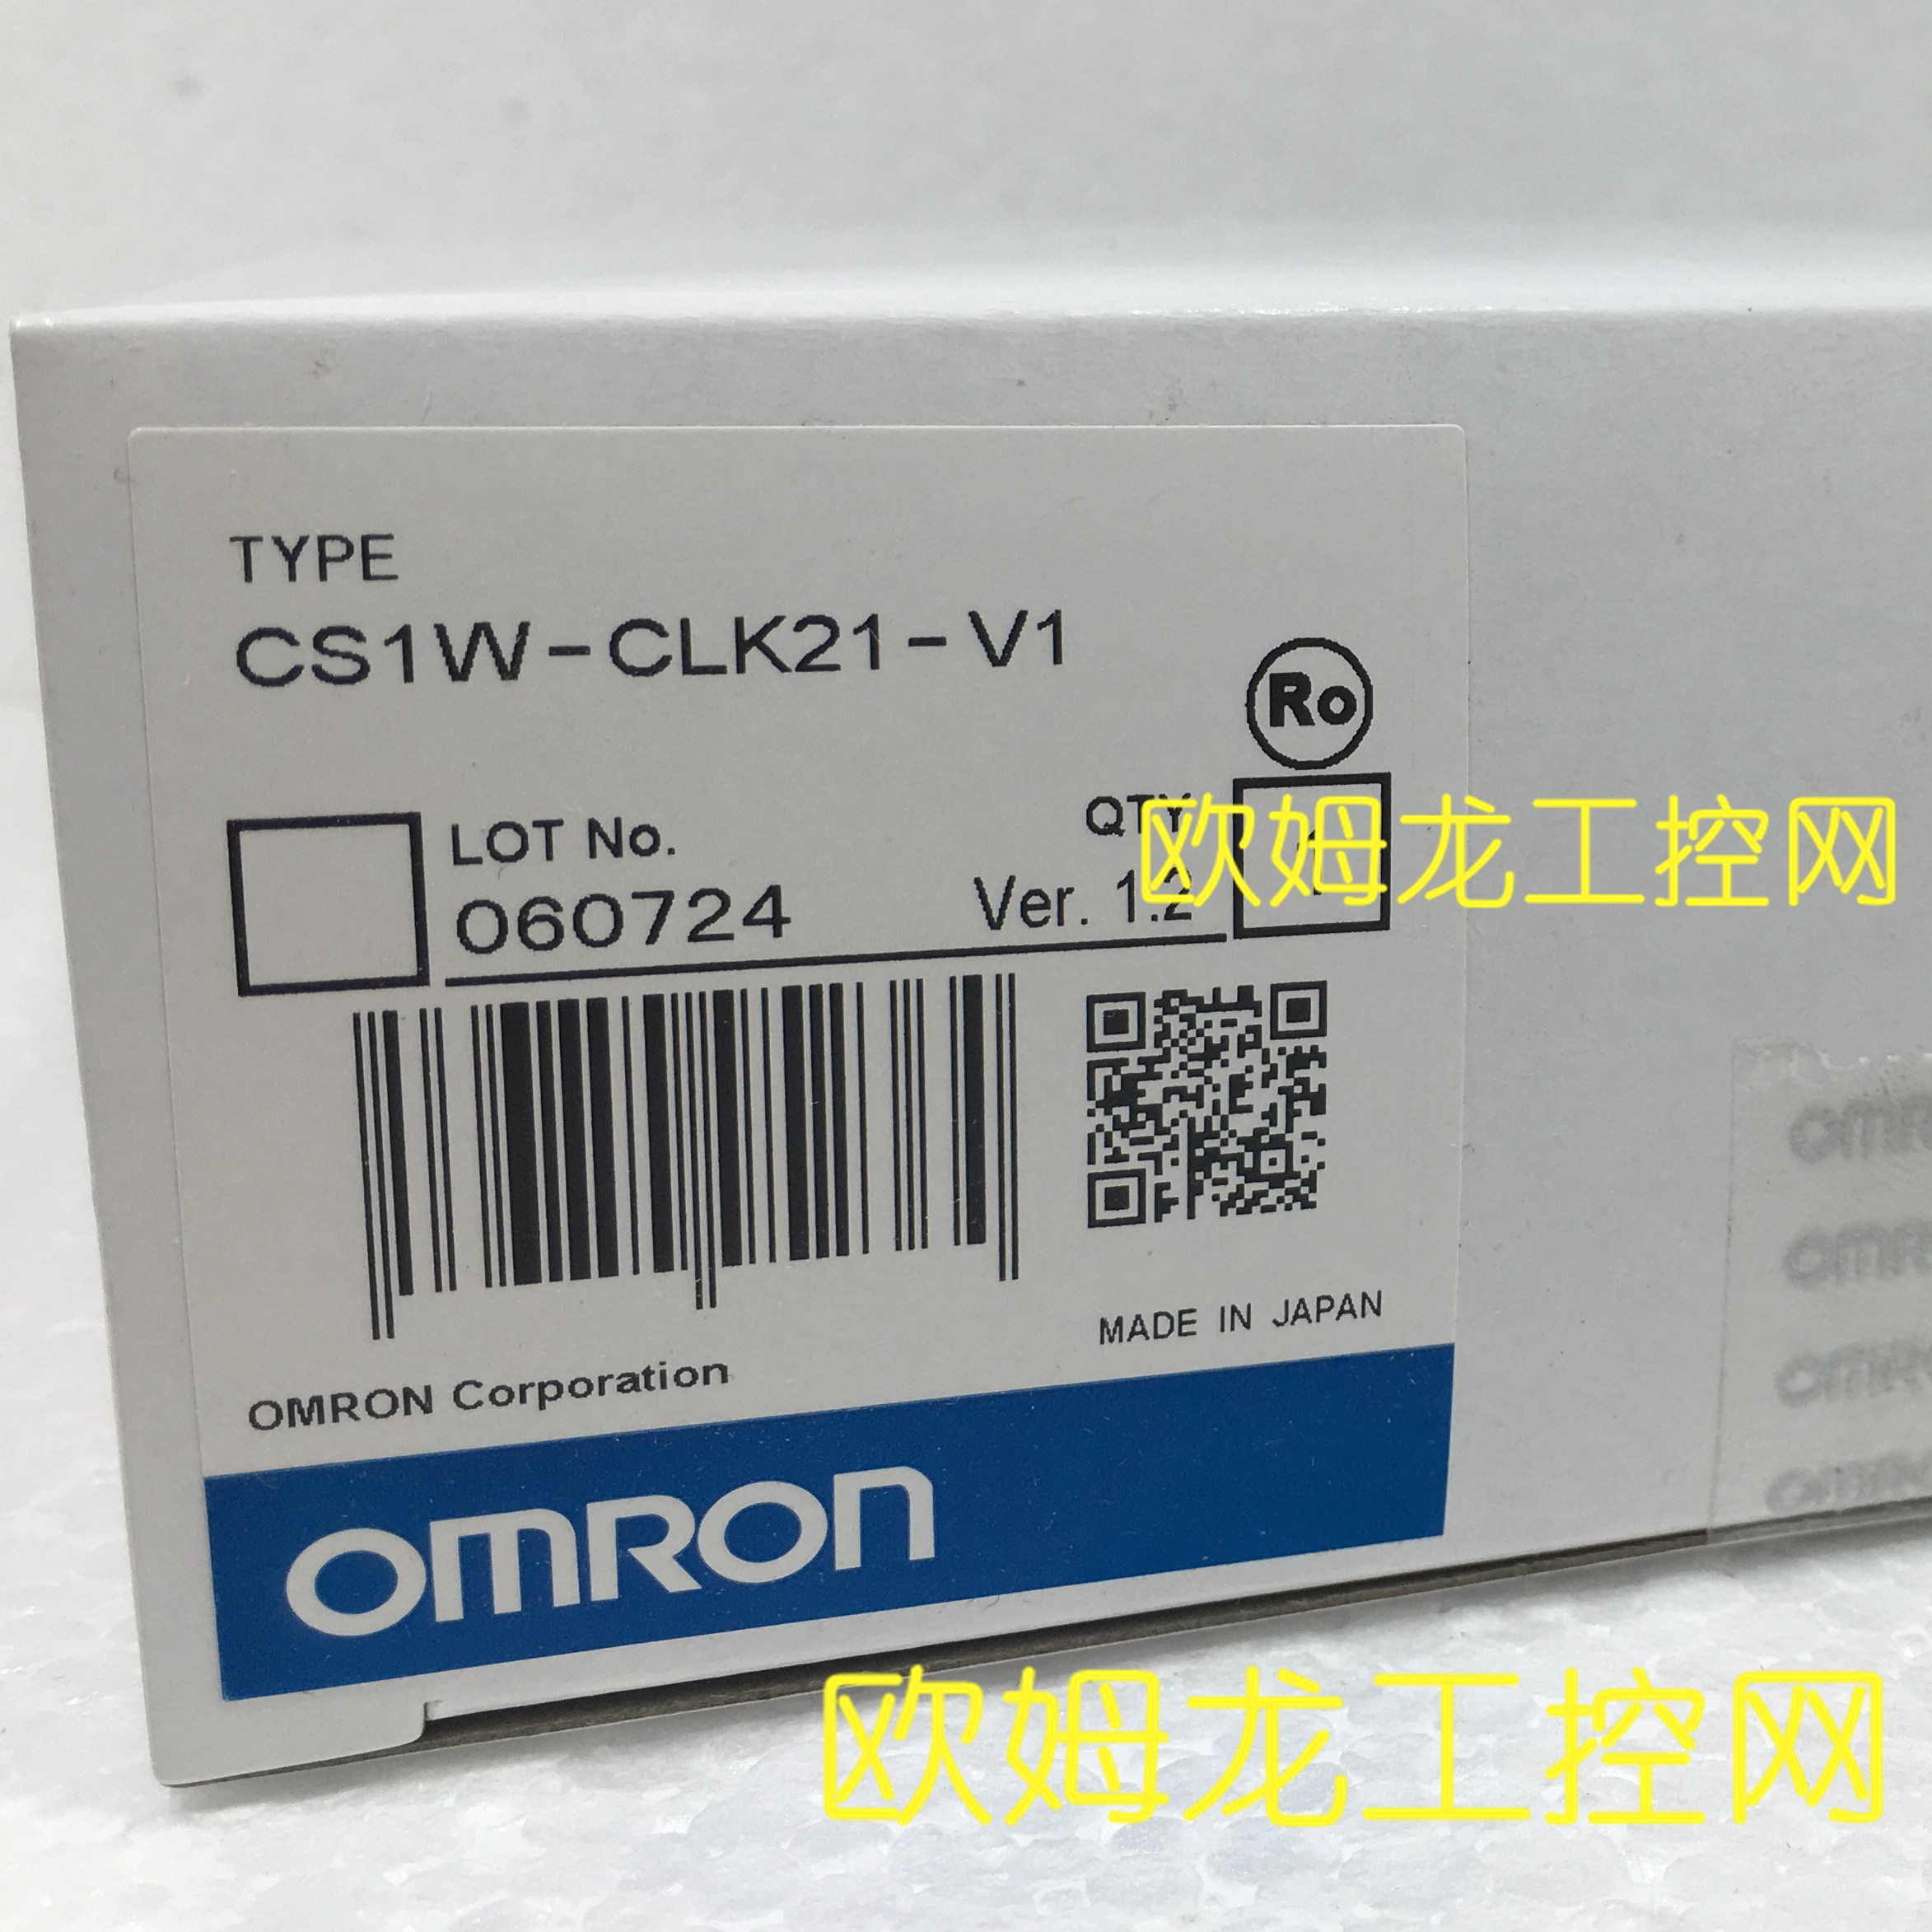 TYPE
CS1W-CLK21-V1
Ro
LOT No.
QTY
欧姆龙工控网
060724
Ver. 1.2
1
MADE IN JAPAN
OMRON Corporation
OMRON
欧姆龙工控网